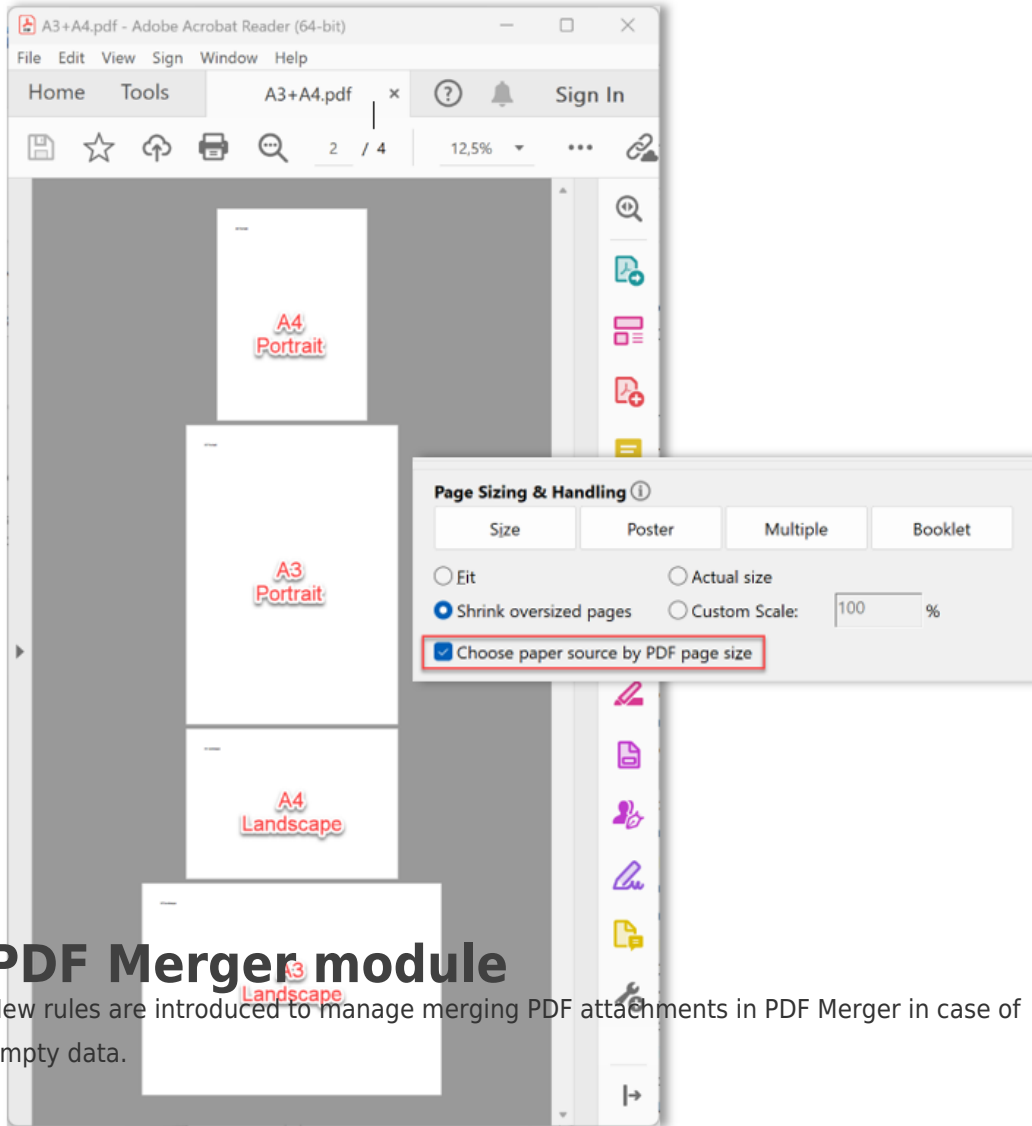 A3+A4.pdf - Adobe Acrobat Reader (64-bit)
File Edit View Sign Window Help
Home Tools A3+A4.pdf × Sign In
2 / 4 12,5%
A4
Portrait
A3
Portrait
Page Sizing & Handling
Size Poster Multiple Booklet
Fit Actual size
Shrink oversized pages Custom Scale: 100 %
Choose paper source by PDF page size
A4
Landscape
A3
Landscape
PDF Merger module
New rules are introduced to manage merging PDF attachments in PDF Merger in case of
empty data.